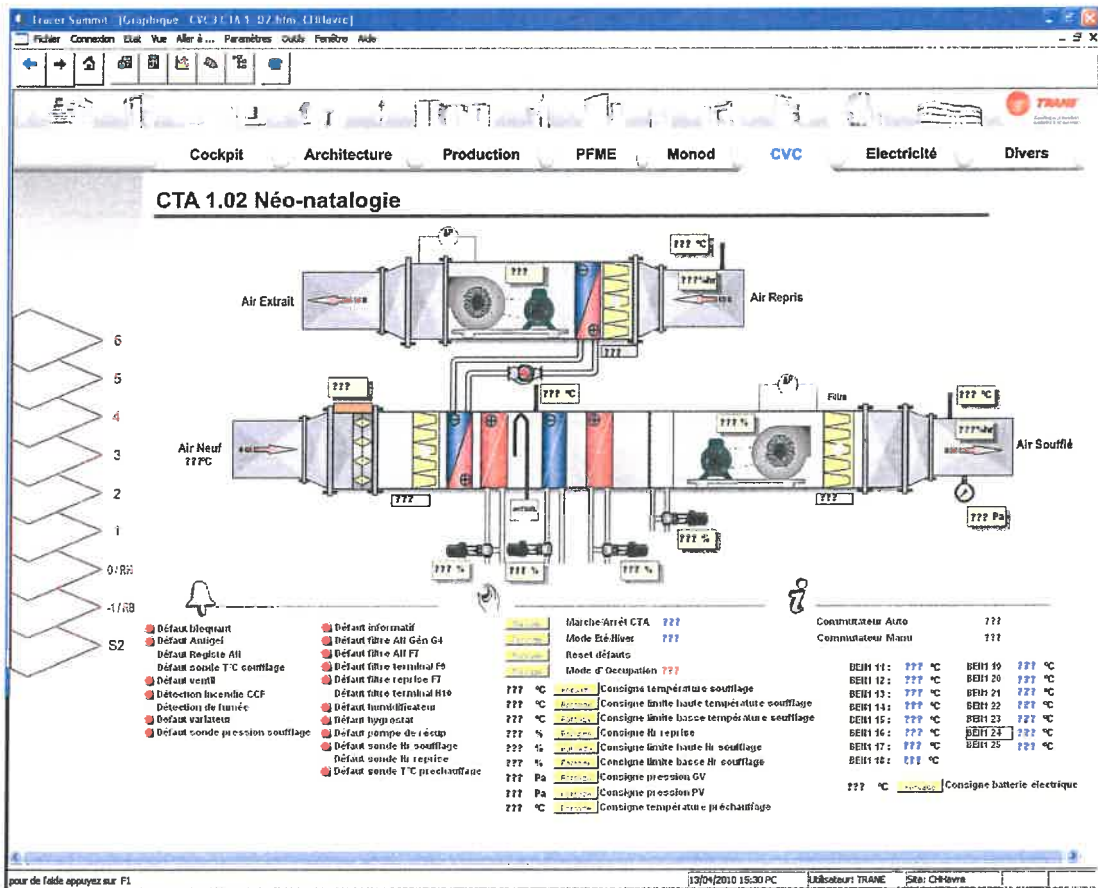 Tracer Summit - [Graphique - CVC3 CTA 1_02.htm, CHHavre]
Fichier Connexion Etat Vue Aller à ... Paramètres Outils Fenêtre Aide
TRANE
Cockpit Architecture Production PFME Monod CVC Electricité Divers
CTA 1.02 Néo-natalogie
??? °C
???
???%hr
Air Extrait
Air Repris
???
6
5
4
3
2
1
S2
???
??? °C
Filtre
??? °C
Air Neuf
???°C
??? %
???%hr
Air Soufflé
???
???
??? Pa
??? %
??? %
??? %
??? %
Défaut bloquant
Défaut Antigel
Défaut Registe AN
Défaut sonde T°C soufflage
Défaut ventil
Détection Incendie CCF
Détection de fumée
Défaut variateur
Défaut sonde pression soufflage
Défaut informatif
Défaut filtre AN Gén G4
Défaut filtre AN F7
Défaut filtre terminal F9
Défaut filtre reprise F7
Défaut filtre terminal H10
Défaut humidificateur
Défaut hygrostat
Défaut pompe de récup
Défaut sonde Hr soufflage
Défaut sonde Hr reprise
Défaut sonde T°C prechauffage
Marche/Arrêt CTA ???
Mode Eté/Hiver ???
Reset défauts
Mode d'Occupation ???
??? °C Consigne température soufflage
??? °C Consigne limite haute température soufflage
??? °C Consigne limite basse température soufflage
??? % Consigne Hr reprise
??? % Consigne limite haute Hr soufflage
??? % Consigne limite basse Hr soufflage
??? Pa Consigne pression GV
??? Pa Consigne pression PV
??? °C Consigne température préchauffage
Commutateur Auto ???
Commutateur Manu ???
BEH1 11 : ??? °C BEH1 19 ??? °C
BEH1 12 : ??? °C BEH1 20 ??? °C
BEH1 13 : ??? °C BEH1 21 ??? °C
BEH1 14 : ??? °C BEH1 22 ??? °C
BEH1 15 : ??? °C BEH1 23 ??? °C
BEH1 16 : ??? °C BEH1 24 ??? °C
BEH1 17 : ??? °C BEH1 25 ??? °C
BEH1 18 : ??? °C
??? °C Consigne batterie electrique
pour de l'aide appuyez sur F1
13/04/2010 15:30 PC Utilisateur: TRANE Site: CHHavre